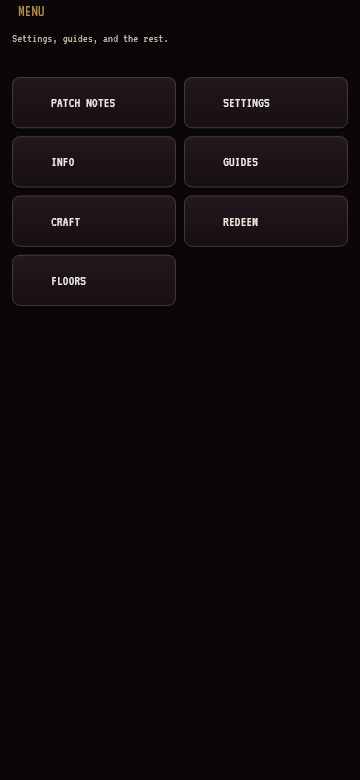 MENU
Settings, guides, and the rest.
PATCH NOTES
SETTINGS
INFO
GUIDES
CRAFT
REDEEM
FLOORS